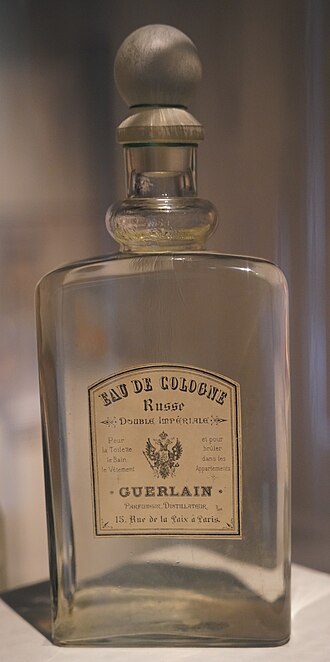 EAU DE COLOGNE
Russe
DOUBLE IMPÉRIALE
Pour
la Toilette
le Bain
le Vêtement
et pour
brûler
dans les
Appartements
GUERLAIN
PARFUMEUR, DISTILLATEUR
15, Rue de la Paix à Paris.